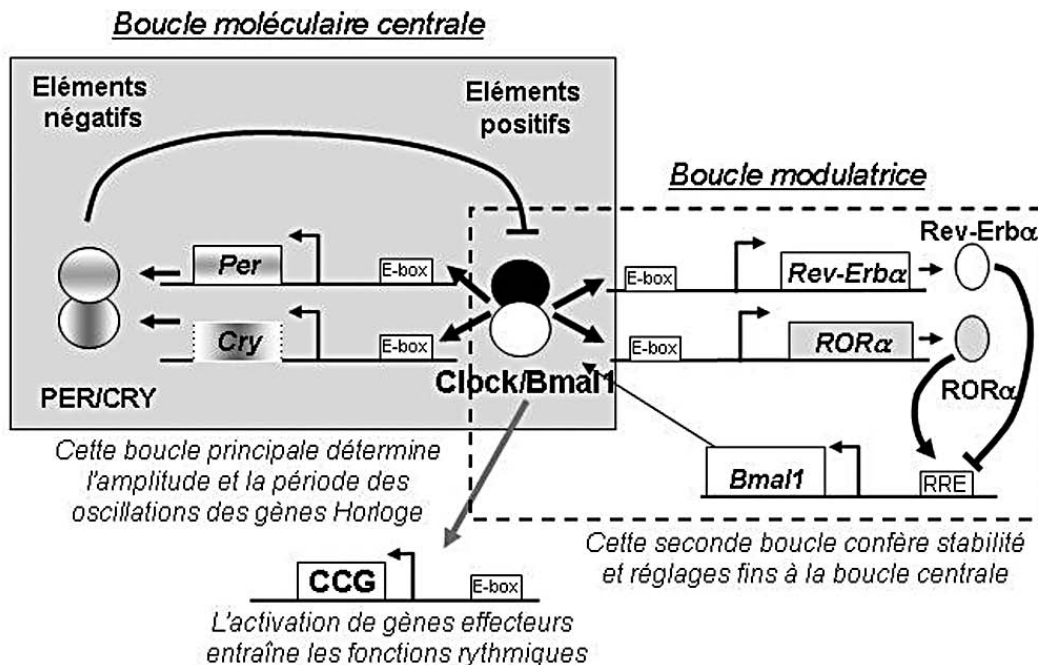 Boucle moléculaire centrale
Eléments
négatifs
Eléments
positifs
Boucle modulatrice
Rev-Erbα
Per
E-box
E-box
Rev-Erbα
Cry
E-box
E-box
RORα
PER/CRY
Clock/Bmal1
RORα
Cette boucle principale détermine
l'amplitude et la période des
oscillations des gènes Horloge
Bmal1
RRE
Cette seconde boucle confère stabilité
et réglages fins à la boucle centrale
CCG
E-box
L'activation de gènes effecteurs
entraîne les fonctions rythmiques